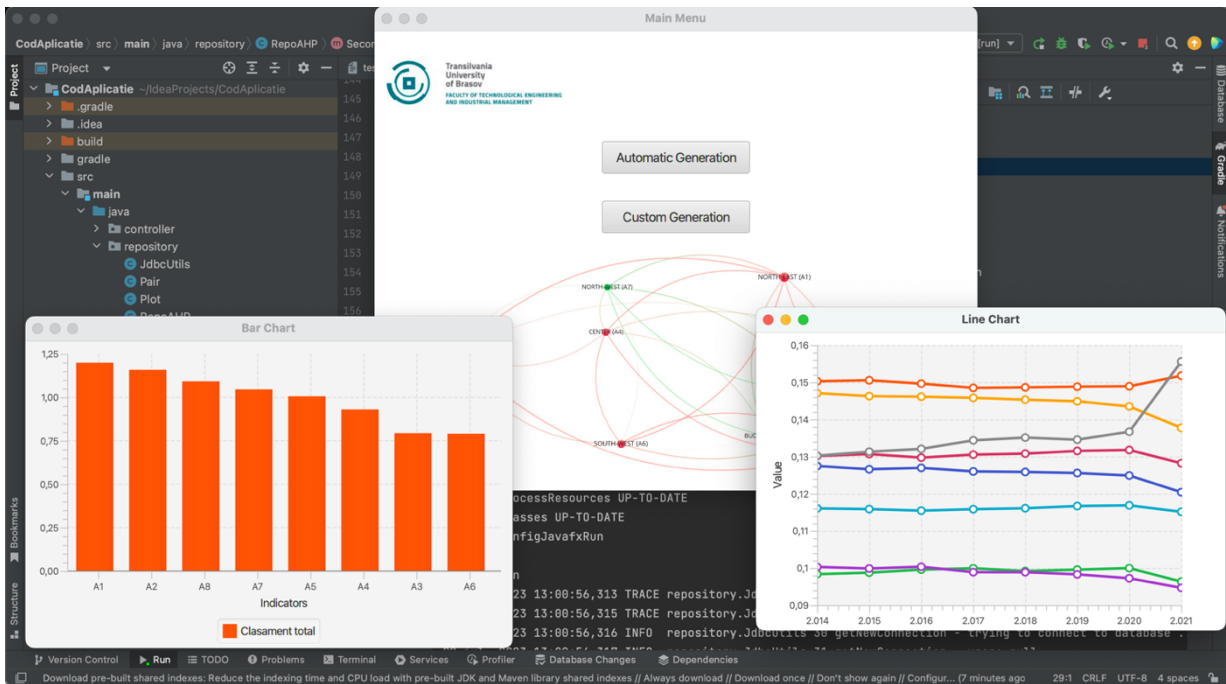 Main Menu
CodAplicatie
src
main
java
repository
RepoAHP
[run]
Project
Project
CodAplicatie ~/IdeaProjects/CodAplicatie
.gradle
.idea
build
gradle
src
main
java
controller
repository
JdbcUtils
Pair
Plot
145
146
147
148
149
150
151
152
153
154
155
156
Transilvania
University
of Brasov
FACULTY OF TECHNOLOGICAL ENGINEERING
AND INDUSTRIAL MANAGEMENT
Automatic Generation
Custom Generation
NORTH-EAST (A1)
NORTH-WEST (A7)
CENTER (A4)
SOUTH-WEST (A6)
Database
Gradle
Notifications
Bar Chart
1,25
1,00
0,75
0,50
0,25
0,00
A1 A2 A8 A7 A5 A4 A3 A6
Indicators
Clasament total
Line Chart
0,16
0,15
0,14
0,13
0,12
0,11
0,1
0,09
Value
2.014 2.015 2.016 2.017 2.018 2.019 2.020 2.021
UP-TO-DATE
UP-TO-DATE
13:00:56,313 TRACE
13:00:56,315 TRACE
13:00:56,316 INFO repository.JdbcUtils 30 getNewConnection - trying to connect to database
Bookmarks
Structure
Version Control
Run
TODO
Problems
Terminal
Services
Profiler
Database Changes
Dependencies
Download pre-built shared indexes: Reduce the indexing time and CPU load with pre-built JDK and Maven library shared indexes // Always download // Download once // Don't show again // Configur... (7 minutes ago
29:1 CRLF UTF-8 4 spaces